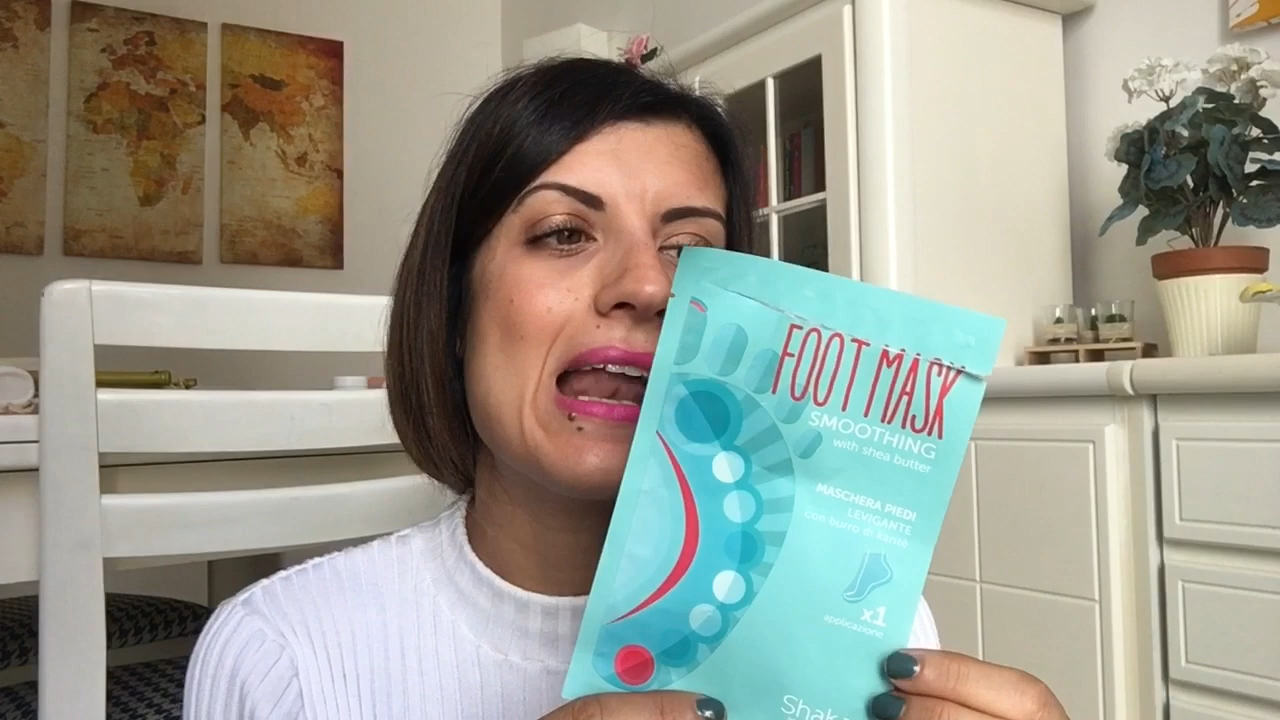 FOOT MASK
SMOOTHING
with shea butter
MASCHERA PIEDI
LEVIGANTE
con burro di karité
x1
applicazione